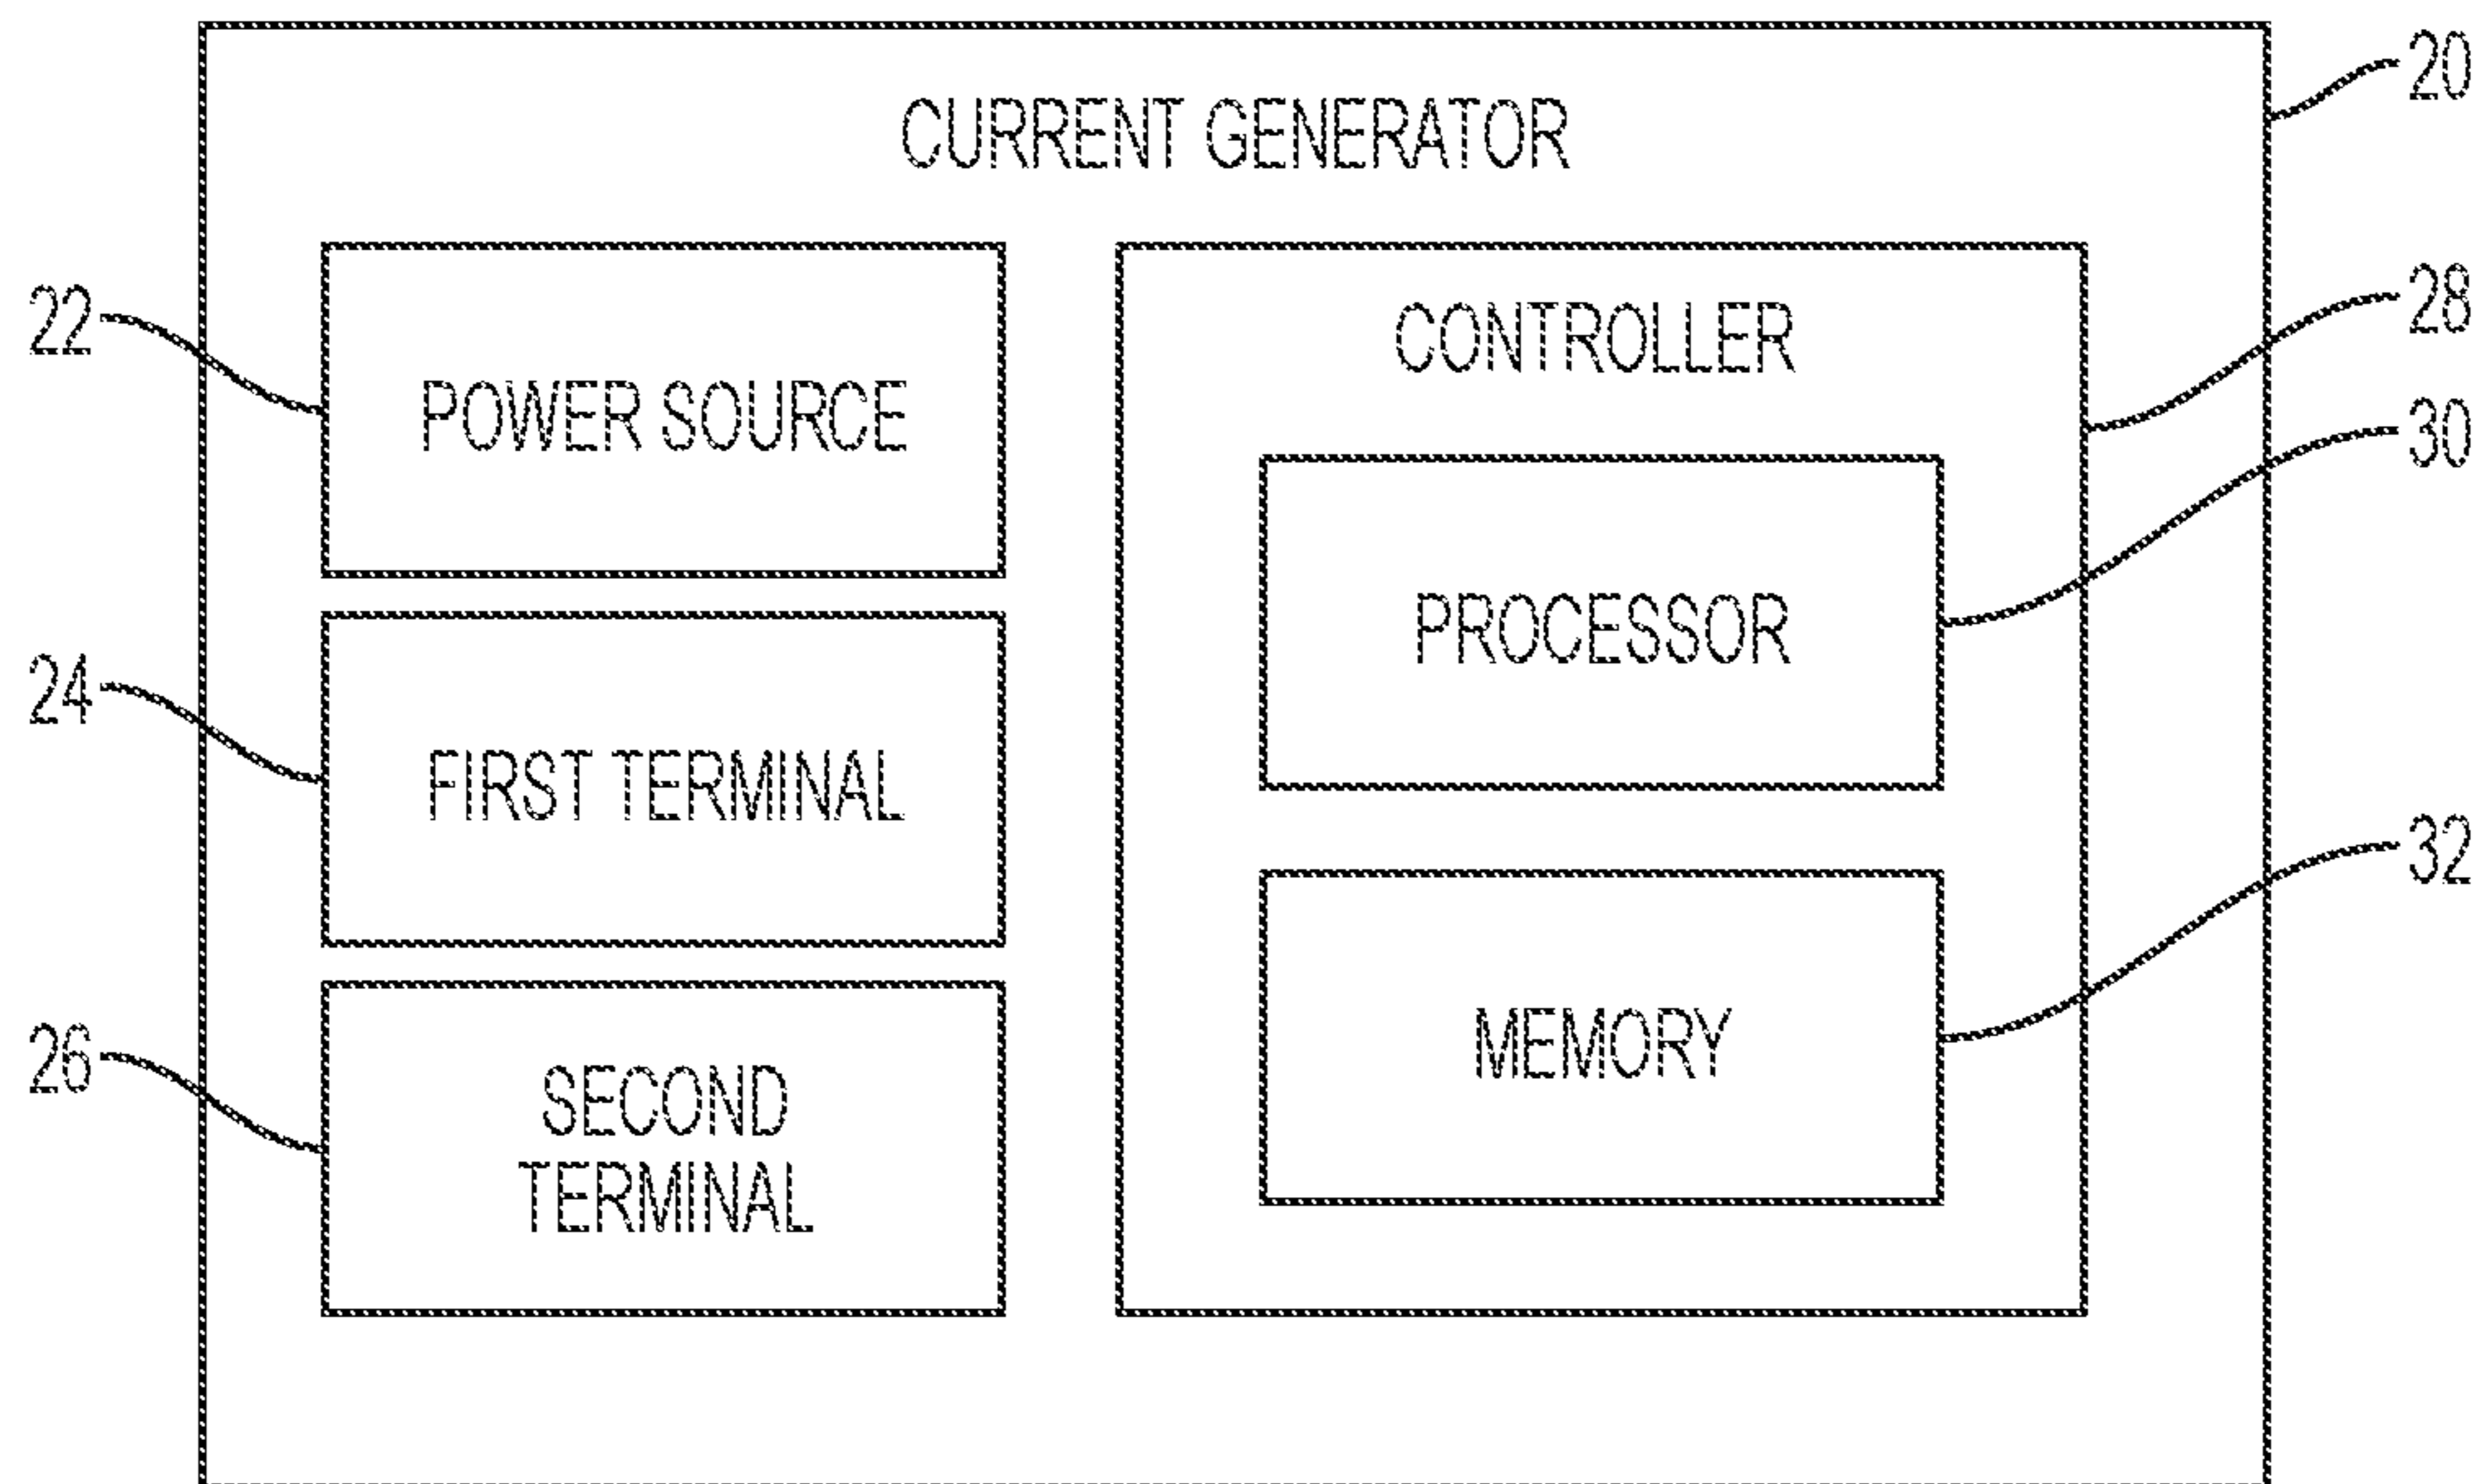 CURRENT GENERATOR
20
22
POWER SOURCE
24
FIRST TERMINAL
26
SECOND
TERMINAL
CONTROLLER
28
PROCESSOR
30
MEMORY
32